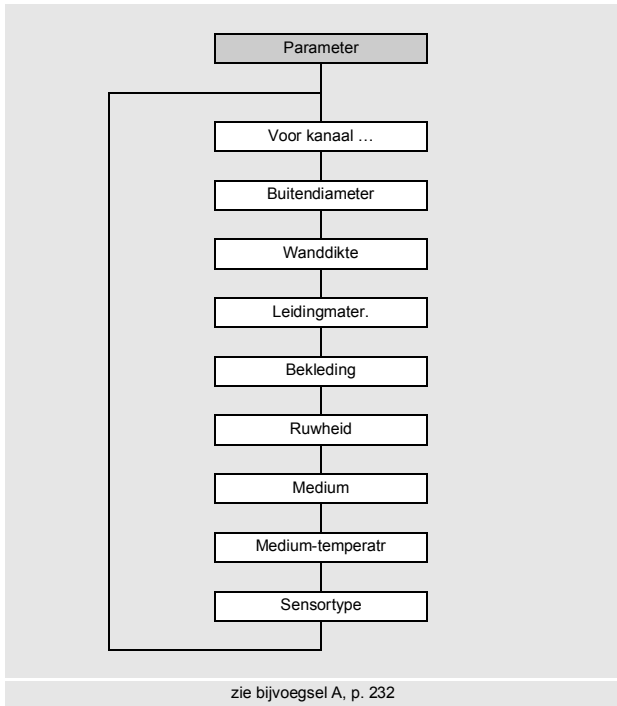 Parameter
Voor kanaal …
Buitendiameter
Wanddikte
Leidingmater.
Bekleding
Ruwheid
Medium
Medium-temperatr
Sensortype
zie bijvoegsel A, p. 232